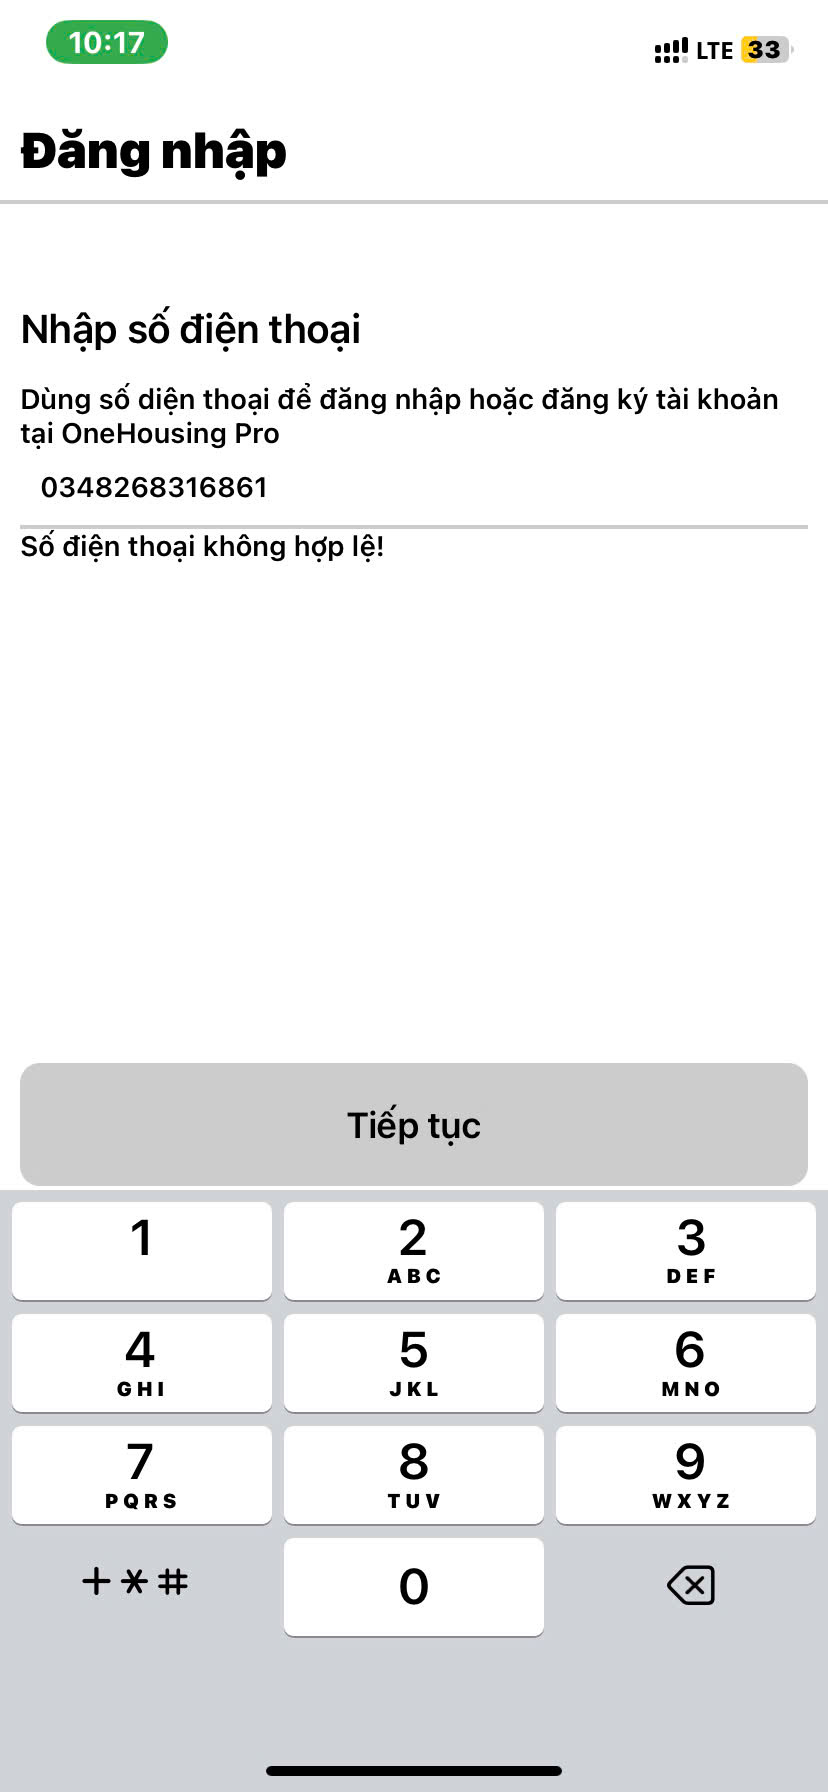 10:17
LTE 33
Đăng nhập
Nhập số điện thoại
Dùng số diện thoại để đăng nhập hoặc đăng ký tài khoản
tại OneHousing Pro
0348268316861
Số điện thoại không hợp lệ!
Tiếp tục
1 2 3
ABC DEF
4 5 6
GHI JKL MNO
7 8 9
PQRS TUV WXYZ
+*# 0